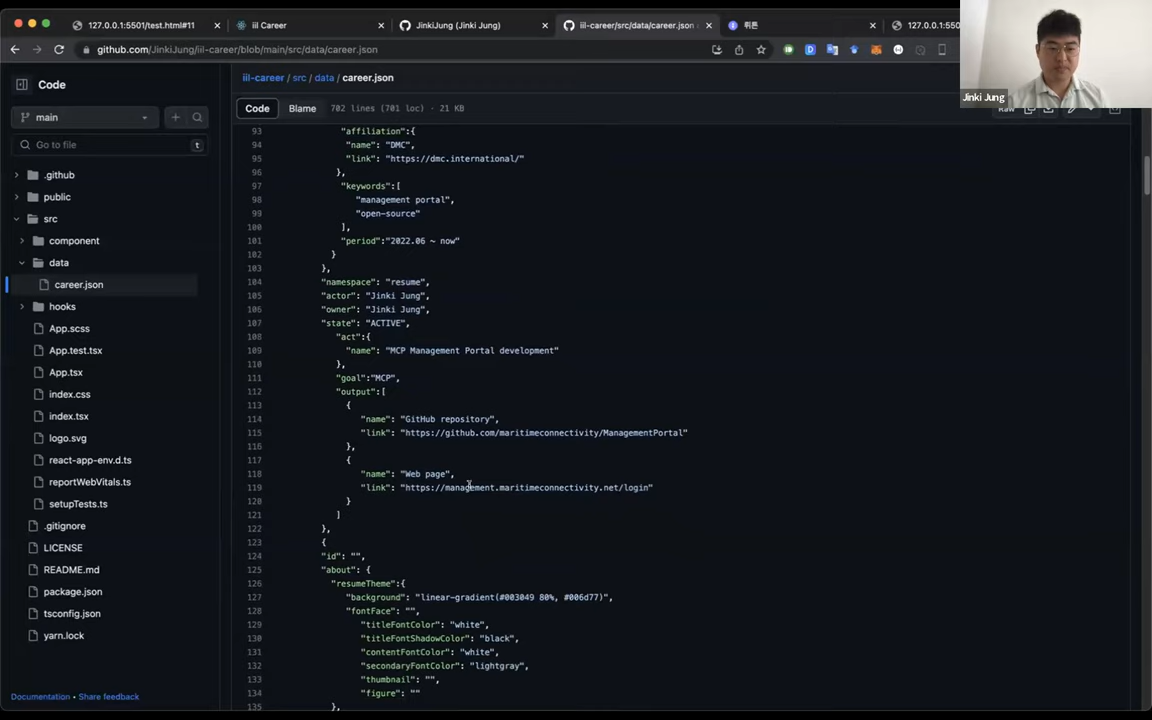 127.0.0.1:5501/test.html#11
iil Career
JinkiJung (Jinki Jung)
iil-career/src/data/career.json
위튼
127.0.0.1:550
github.com/JinkiJung/iil-career/blob/main/src/data/career.json
Jinki Jung
Code
iil-career / src / data / career.json
main
Code
Blame
702 lines (701 loc) · 21 KB
Raw
Go to file
t
.github
public
src
component
data
career.json
hooks
App.scss
App.test.tsx
App.tsx
index.css
index.tsx
logo.svg
react-app-env.d.ts
reportWebVitals.ts
setupTests.ts
.gitignore
LICENSE
README.md
package.json
tsconfig.json
yarn.lock
Documentation · Share feedback
93 "affiliation":{
94 "name": "DMC",
95 "link": "https://dmc.international/"
96 },
97 "keywords":[
98 "management portal",
99 "open-source"
100 ],
101 "period":"2022.06 ~ now"
102 }
103 },
104 "namespace": "resume",
105 "actor": "Jinki Jung",
106 "owner": "Jinki Jung",
107 "state": "ACTIVE",
108 "act":{
109 "name": "MCP Management Portal development"
110 },
111 "goal":"MCP",
112 "output":[
113 {
114 "name": "GitHub repository",
115 "link": "https://github.com/maritimeconnectivity/ManagementPortal"
116 },
117 {
118 "name": "Web page",
119 "link": "https://management.maritimeconnectivity.net/login"
120 }
121 ]
122 },
123 {
124 "id": "",
125 "about": {
126 "resumeTheme":{
127 "background": "linear-gradient(#003049 80%, #006d77)",
128 "fontFace": "",
129 "titleFontColor": "white",
130 "titleFontShadowColor": "black",
131 "contentFontColor": "white",
132 "secondaryFontColor": "lightgray",
133 "thumbnail": "",
134 "figure": ""
135 },